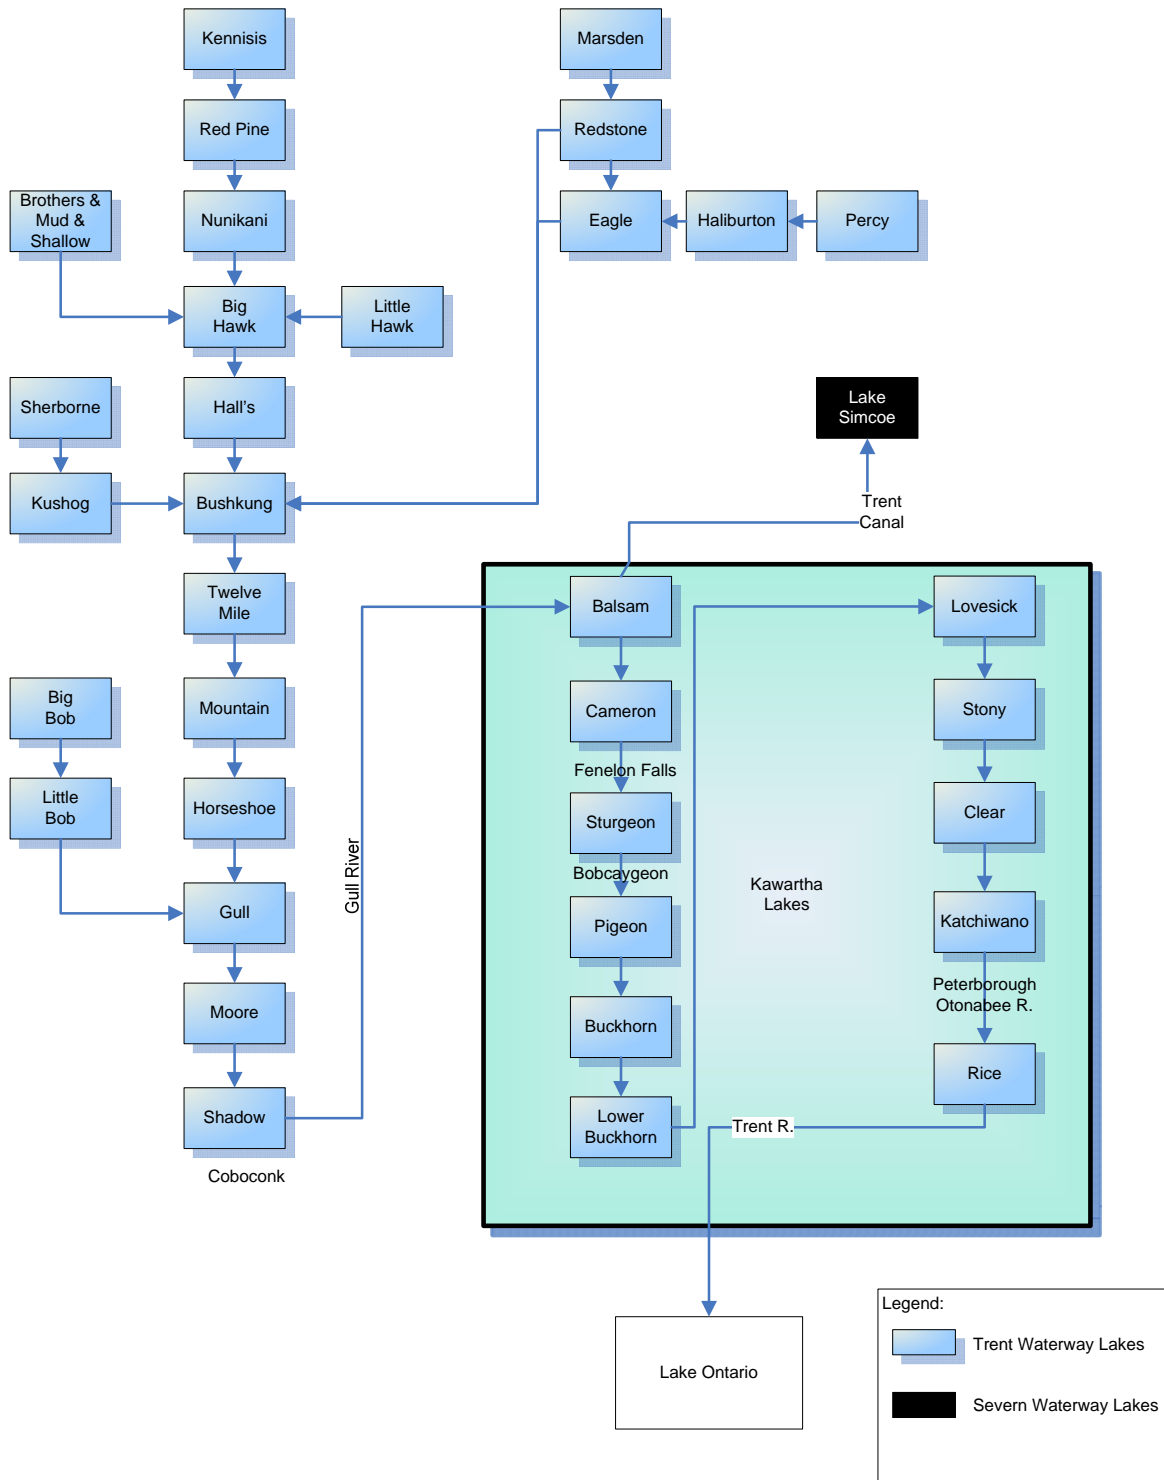 Kennisis
Marsden
Red Pine
Redstone
Brothers &
Mud &
Shallow
Nunikani
Eagle
Haliburton
Percy
Big
Hawk
Little
Hawk
Sherborne
Hall's
Lake
Simcoe
Kushog
Bushkung
Trent
Canal
Twelve
Mile
Balsam
Lovesick
Big
Bob
Mountain
Cameron
Stony
Fenelon Falls
Little
Bob
Horseshoe
Sturgeon
Clear
Gull River
Bobcaygeon
Kawartha
Lakes
Gull
Pigeon
Katchiwano
Peterborough
Otonabee R.
Moore
Buckhorn
Rice
Shadow
Lower
Buckhorn
Trent R.
Coboconk
Lake Ontario
Legend:
Trent Waterway Lakes
Severn Waterway Lakes